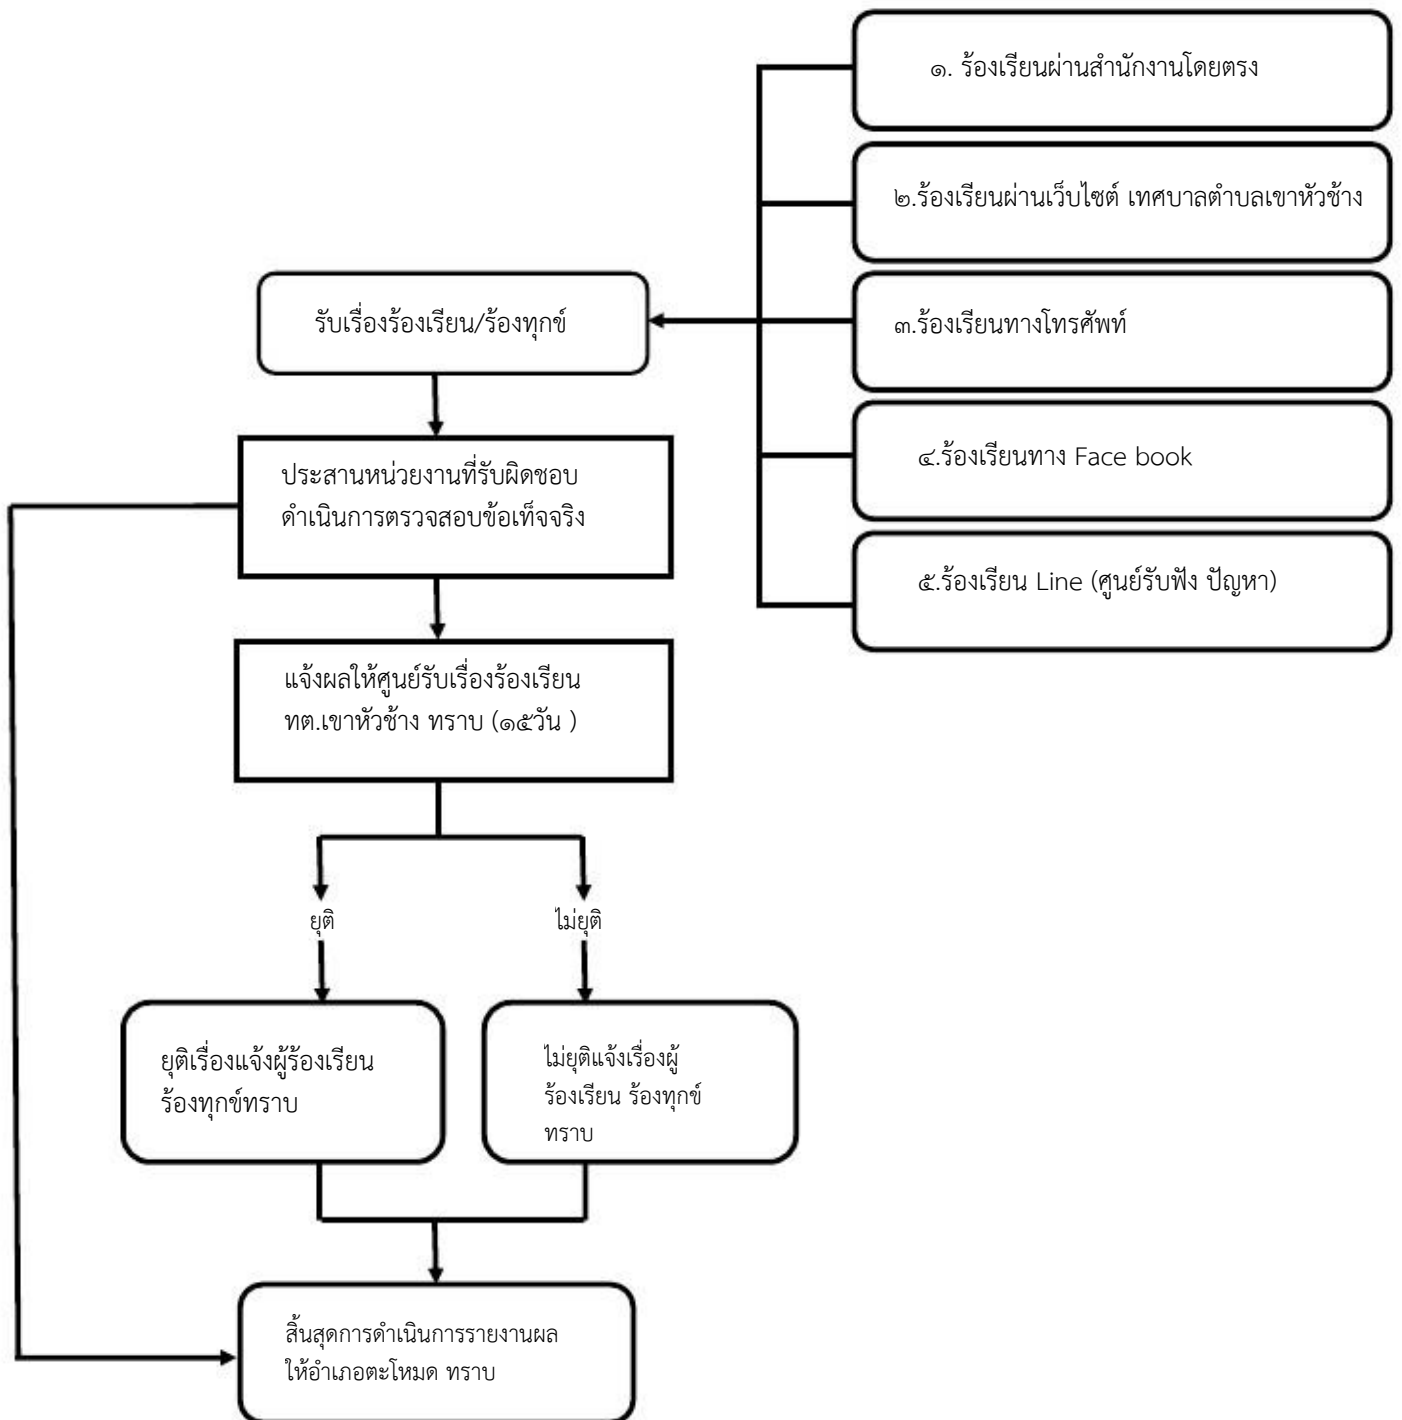 ๑. ร้องเรียนผ่านสำนักงานโดยตรง
๒.ร้องเรียนผ่านเว็บไซต์ เทศบาลตำบลเขาหัวช้าง
๓.ร้องเรียนทางโทรศัพท์
๔.ร้องเรียนทาง Face book
๕.ร้องเรียน Line (ศูนย์รับฟัง ปัญหา)
รับเรื่องร้องเรียน/ร้องทุกข์
ประสานหน่วยงานที่รับผิดชอบ
ดำเนินการตรวจสอบข้อเท็จจริง
แจ้งผลให้ศูนย์รับเรื่องร้องเรียน
ทต.เขาหัวช้าง ทราบ (๑๕วัน )
ยุติ
ไม่ยุติ
ยุติเรื่องแจ้งผู้ร้องเรียน
ร้องทุกข์ทราบ
ไม่ยุติแจ้งเรื่องผู้
ร้องเรียน ร้องทุกข์
ทราบ
สิ้นสุดการดำเนินการรายงานผล
ให้อำเภอตะโหมด ทราบ